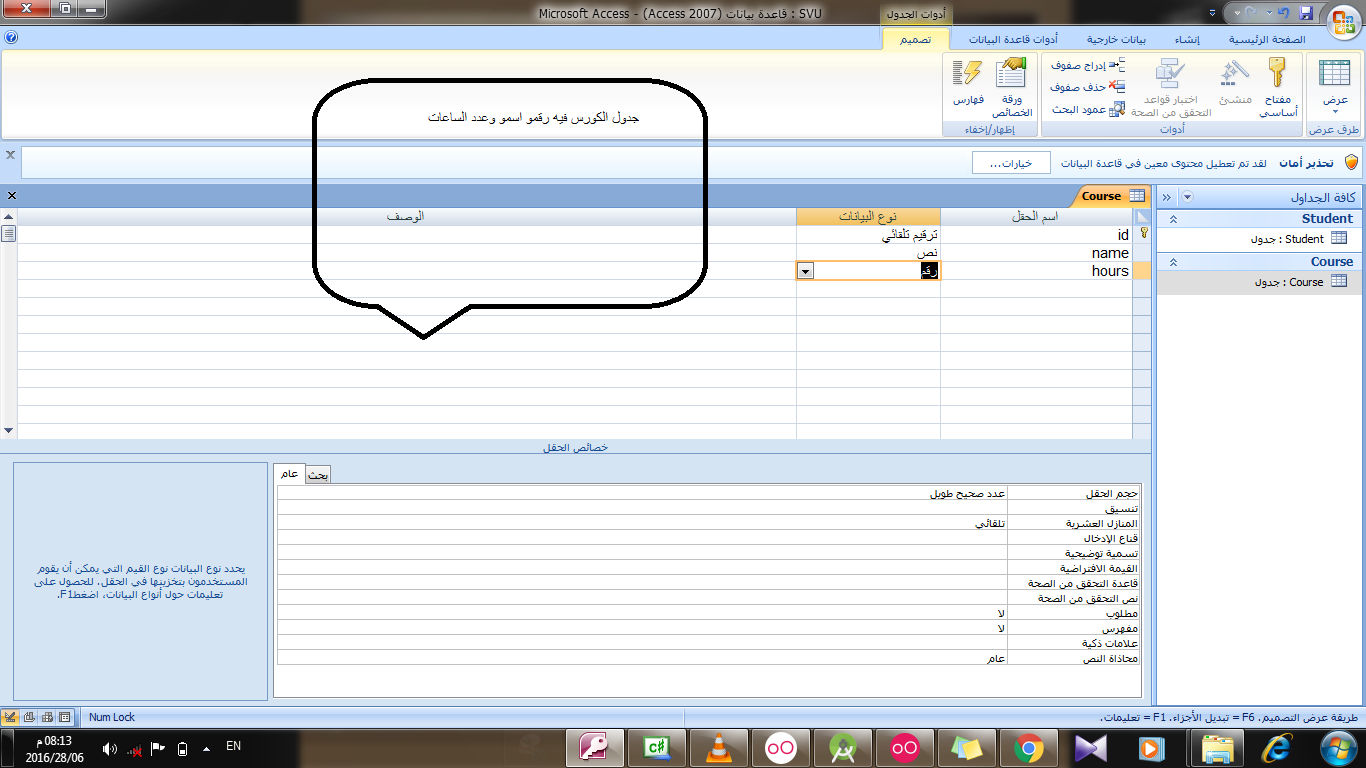 SVU : قاعدة بيانات (Access 2007) - Microsoft Access
أدوات الجدول
الصفحة الرئيسية
إنشاء
بيانات خارجية
أدوات قاعدة البيانات
تصميم
عرض
طرق عرض
مفتاح أساسي
منشئ
اختبار قواعد التحقق من الصحة
إدراج صفوف
حذف صفوف
عمود البحث
أدوات
ورقة الخصائص
فهارس
إظهار/إخفاء
جدول الكورس فيه رقمو اسمو وعدد الساعات
تحذير أمان
لقد تم تعطيل محتوى معين في قاعدة البيانات
خيارات...
كافة الجداول
Student
Student : جدول
Course
Course : جدول
Course
اسم الحقل
نوع البيانات
الوصف
id
ترقيم تلقائي
name
نص
hours
رقم
خصائص الحقل
عام
بحث
حجم الحقل
عدد صحيح طويل
تنسيق
المنازل العشرية
تلقائي
قناع الإدخال
تسمية توضيحية
القيمة الافتراضية
قاعدة التحقق من الصحة
نص التحقق من الصحة
مطلوب
لا
مفهرس
لا
علامات ذكية
محاذاة النص
عام
يحدد نوع البيانات نوع القيم التي يمكن أن يقوم
المستخدمون بتخزينها في الحقل. للحصول على
تعليمات حول أنواع البيانات، اضغطF1.
طريقة عرض التصميم. F6 = تبديل الأجزاء. F1 = تعليمات.
Num Lock
EN
08:13 م
2016/28/06